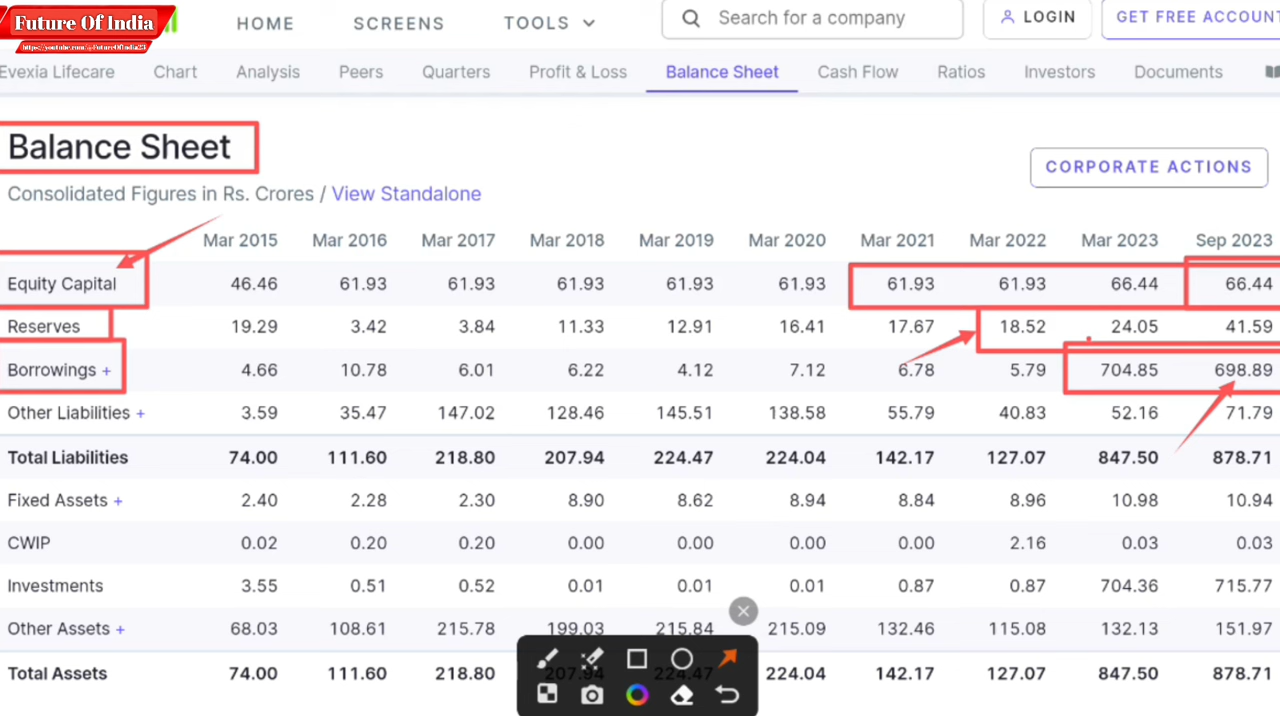 Future Of India
https://youtube.com/@FutureOfIndia23
HOME SCREENS TOOLS Search for a company LOGIN GET FREE ACCOUNT
Evexia Lifecare Chart Analysis Peers Quarters Profit & Loss Balance Sheet Cash Flow Ratios Investors Documents
Balance Sheet
CORPORATE ACTIONS
Consolidated Figures in Rs. Crores / View Standalone
Mar 2015 Mar 2016 Mar 2017 Mar 2018 Mar 2019 Mar 2020 Mar 2021 Mar 2022 Mar 2023 Sep 2023
Equity Capital 46.46 61.93 61.93 61.93 61.93 61.93 61.93 61.93 66.44 66.44
Reserves 19.29 3.42 3.84 11.33 12.91 16.41 17.67 18.52 24.05 41.59
Borrowings + 4.66 10.78 6.01 6.22 4.12 7.12 6.78 5.79 704.85 698.89
Other Liabilities + 3.59 35.47 147.02 128.46 145.51 138.58 55.79 40.83 52.16 71.79
Total Liabilities 74.00 111.60 218.80 207.94 224.47 224.04 142.17 127.07 847.50 878.71
Fixed Assets + 2.40 2.28 2.30 8.90 8.62 8.94 8.84 8.96 10.98 10.94
CWIP 0.02 0.20 0.20 0.00 0.00 0.00 0.00 2.16 0.03 0.03
Investments 3.55 0.51 0.52 0.01 0.01 0.01 0.87 0.87 704.36 715.77
Other Assets + 68.03 108.61 215.78 199.03 215.84 215.09 132.46 115.08 132.13 151.97
Total Assets 74.00 111.60 218.80 207.94 224.47 224.04 142.17 127.07 847.50 878.71